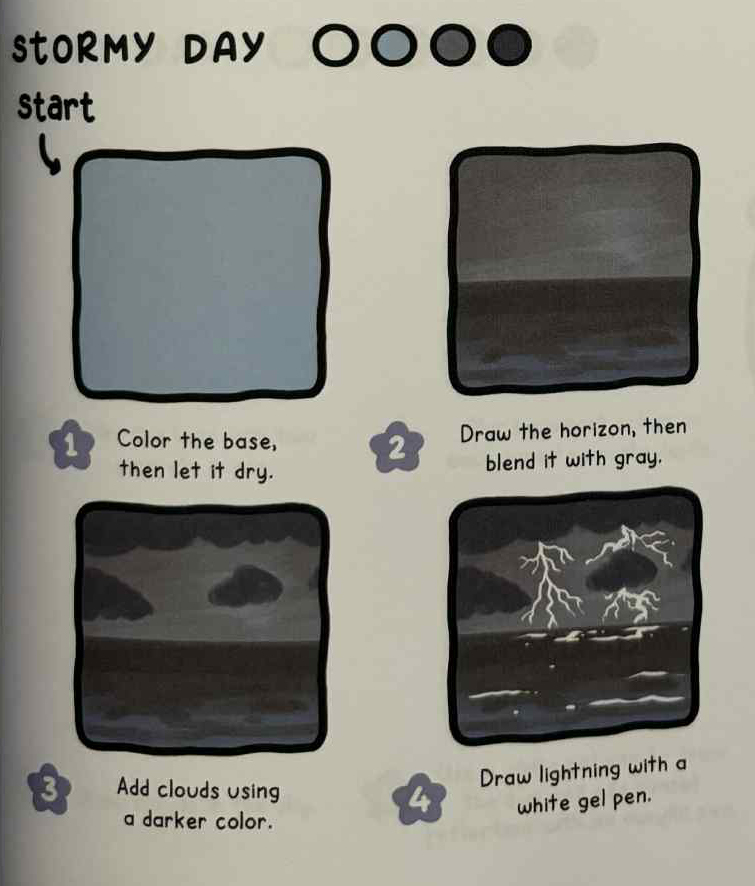 STORMY DAY
start
1 Color the base,
then let it dry.
2 Draw the horizon, then
blend it with gray.
3 Add clouds using
a darker color.
4 Draw lightning with a
white gel pen.